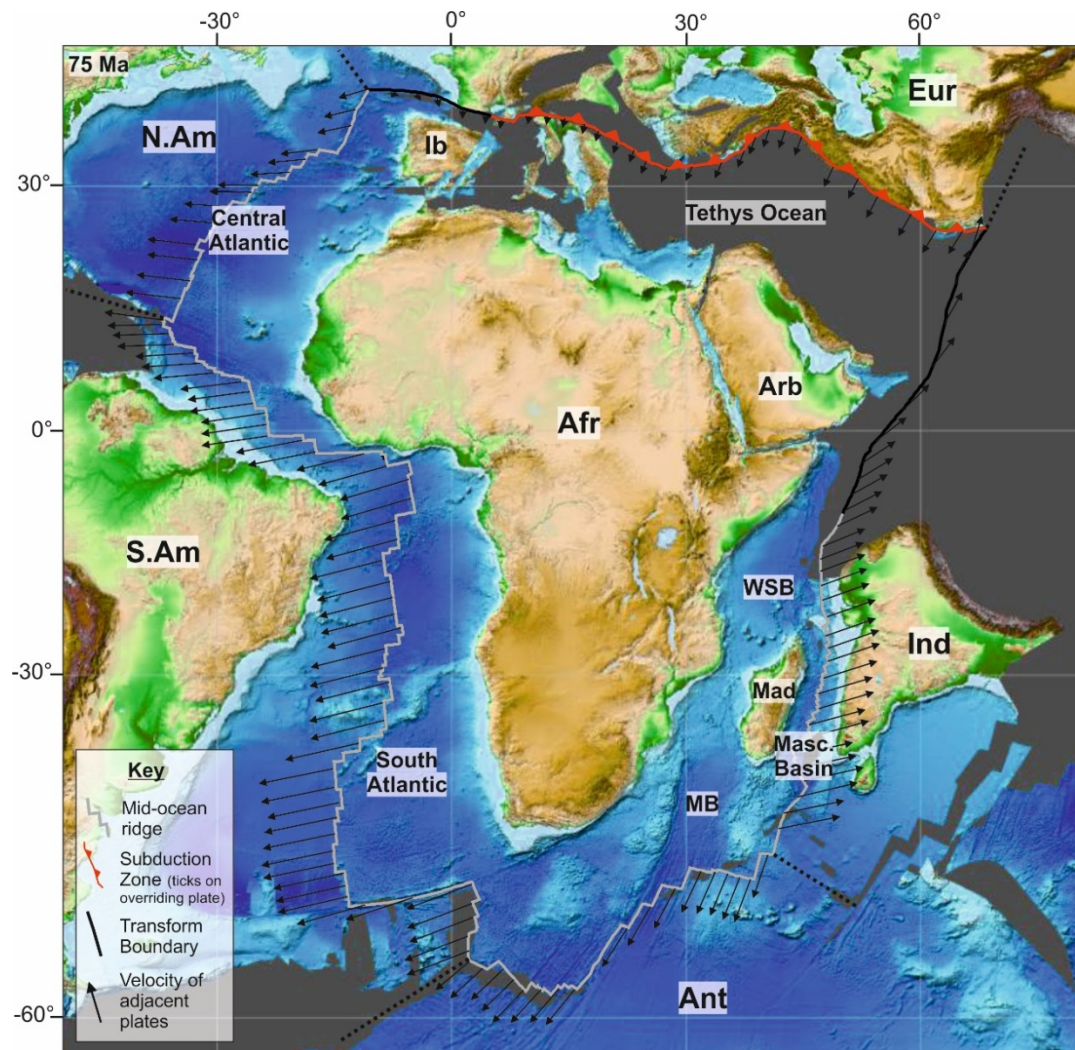 -30°
0°
30°
60°
75 Ma
Eur
N.Am
Ib
30°
Central
Atlantic
Tethys Ocean
Arb
Afr
0°
S.Am
WSB
Ind
-30°
Mad
Masc.
Basin
South
Atlantic
MB
Key
Mid-ocean
ridge
Subduction
Zone (ticks on
overriding plate)
Transform
Boundary
Velocity of
adjacent
plates
Ant
-60°